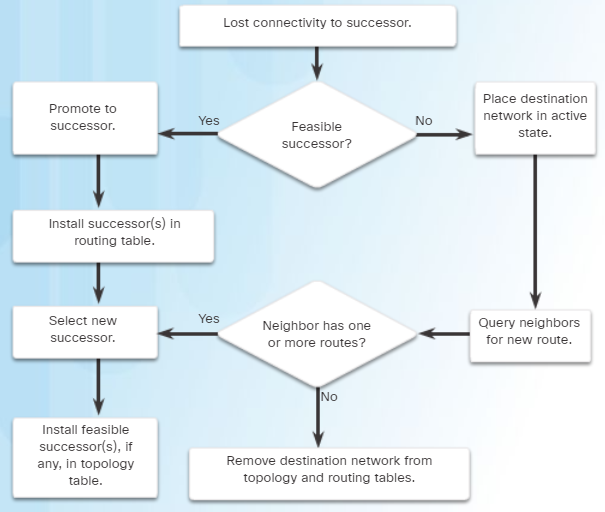 Lost connectivity to successor.
Promote to
successor.
Yes
Feasible
successor?
No
Place destination
network in active
state.
Install successor(s) in
routing table.
Select new
successor.
Yes
Neighbor has one
or more routes?
Query neighbors
for new route.
No
Install feasible
successor(s), if
any, in topology
table.
Remove destination network from
topology and routing tables.